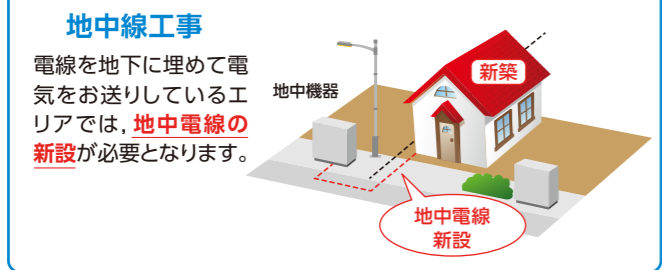 地中線工事
電線を地下に埋めて電
気をお送りしているエ
リアでは，地中電線の
新設が必要となります。
地中機器
新築
地中電線
新設